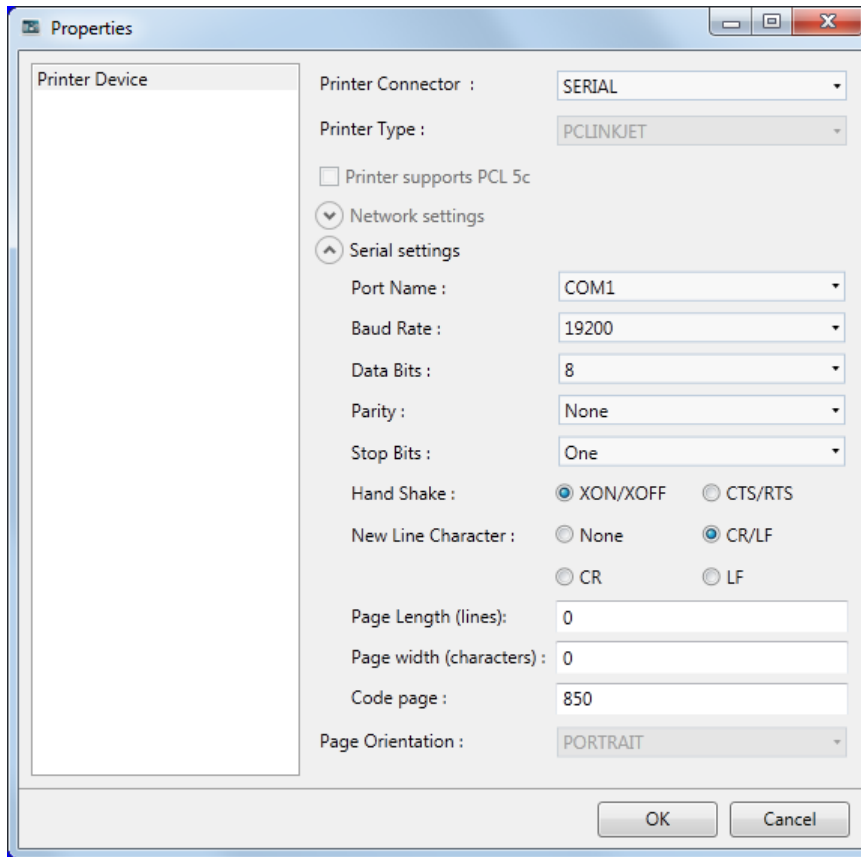 Properties
Printer Device
Printer Connector : SERIAL
Printer Type : PCLINKJET
Printer supports PCL 5c
Network settings
Serial settings
Port Name : COM1
Baud Rate : 19200
Data Bits : 8
Parity : None
Stop Bits : One
Hand Shake : XON/XOFF CTS/RTS
New Line Character : None CR/LF
CR LF
Page Length (lines): 0
Page width (characters) : 0
Code page : 850
Page Orientation : PORTRAIT
OK Cancel